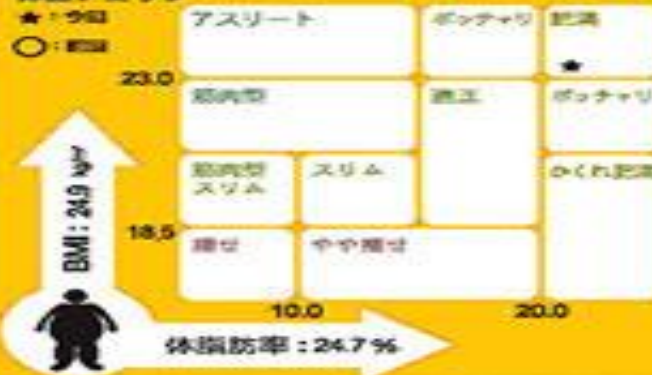 ★：今回
○：前回
アスリート
ポッチャリ
肥満
★
23.0
筋肉型
適正
ポッチャリ
筋肉型
スリム
スリム
かくれ肥満
BMI：24.9 kg/m²
18.5
痩せ
やや痩せ
10.0
20.0
体脂肪率：24.7%